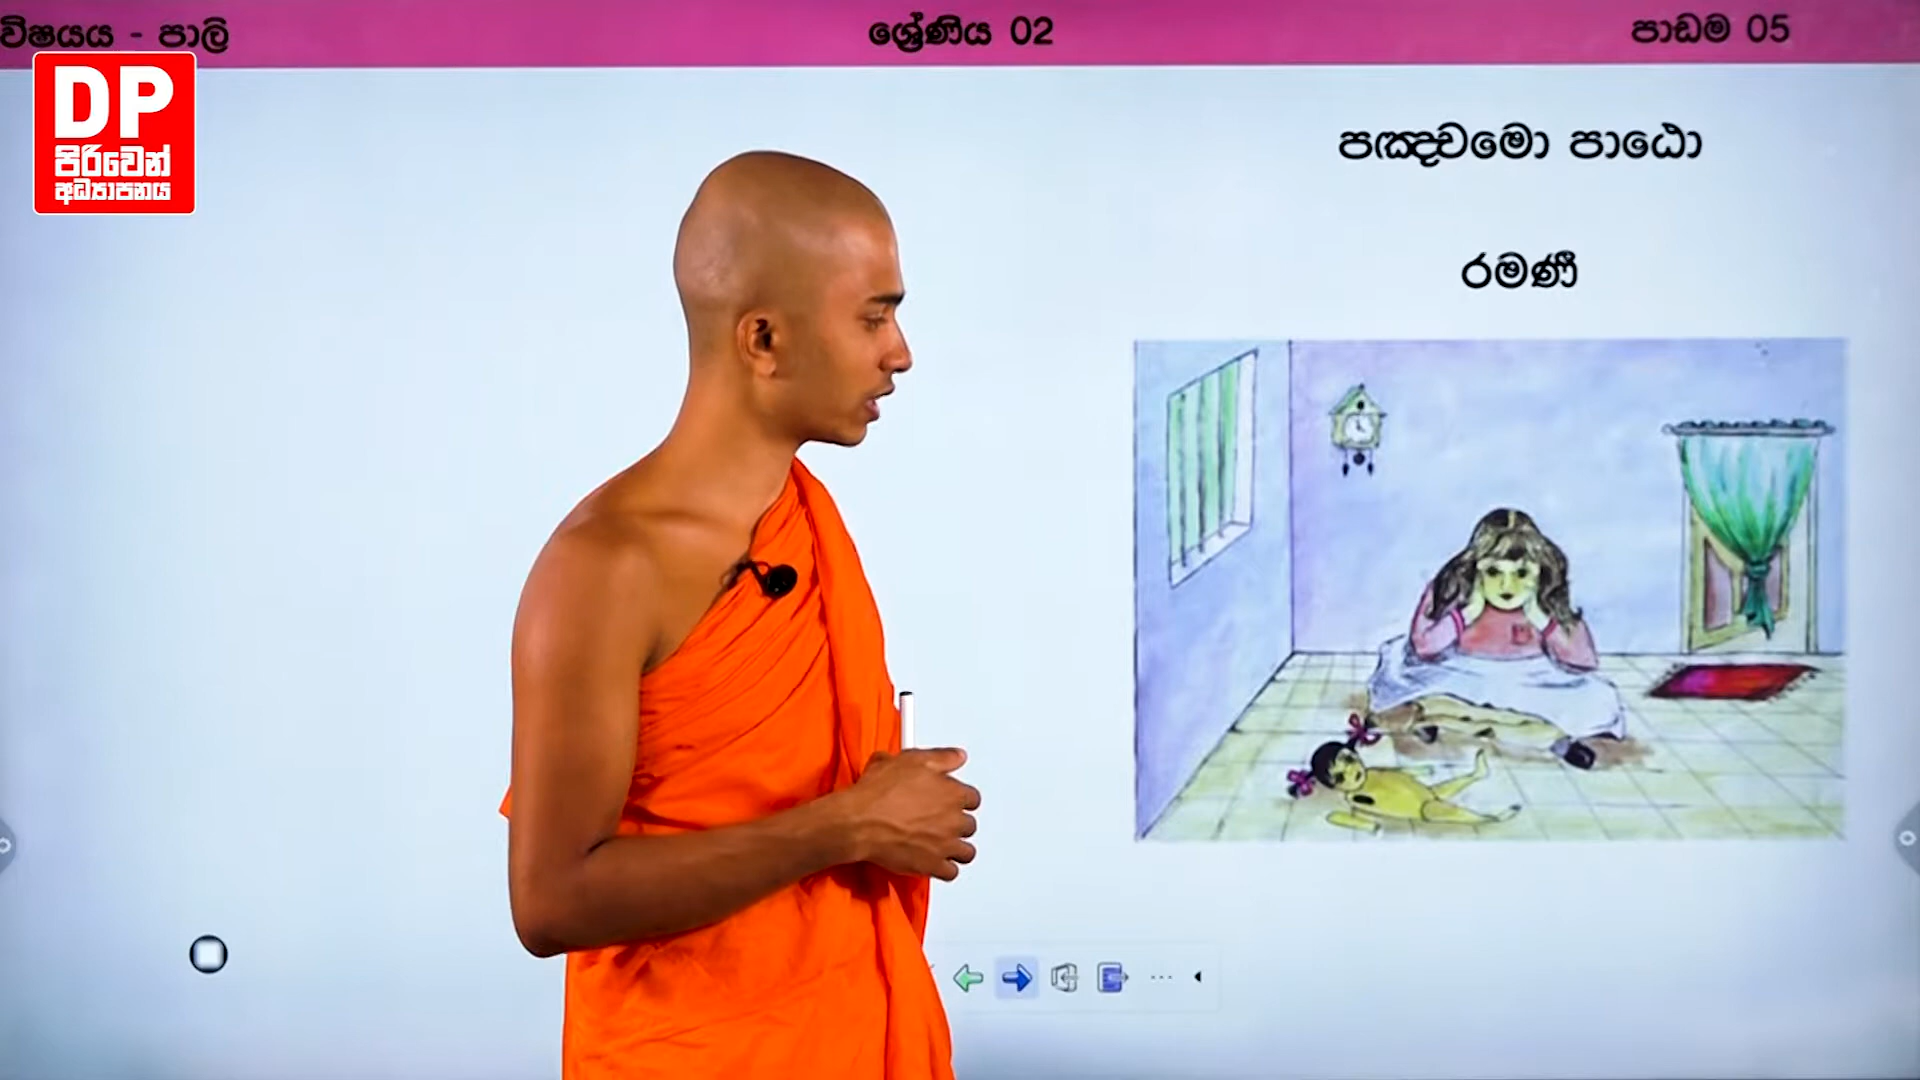 විෂයය - පාලි
ශ්‍රේණිය 02
පාඩම 05
DP
පිරිවෙන්
අධ්‍යාපනය
පඤ්චමො පාඨො
රමණී